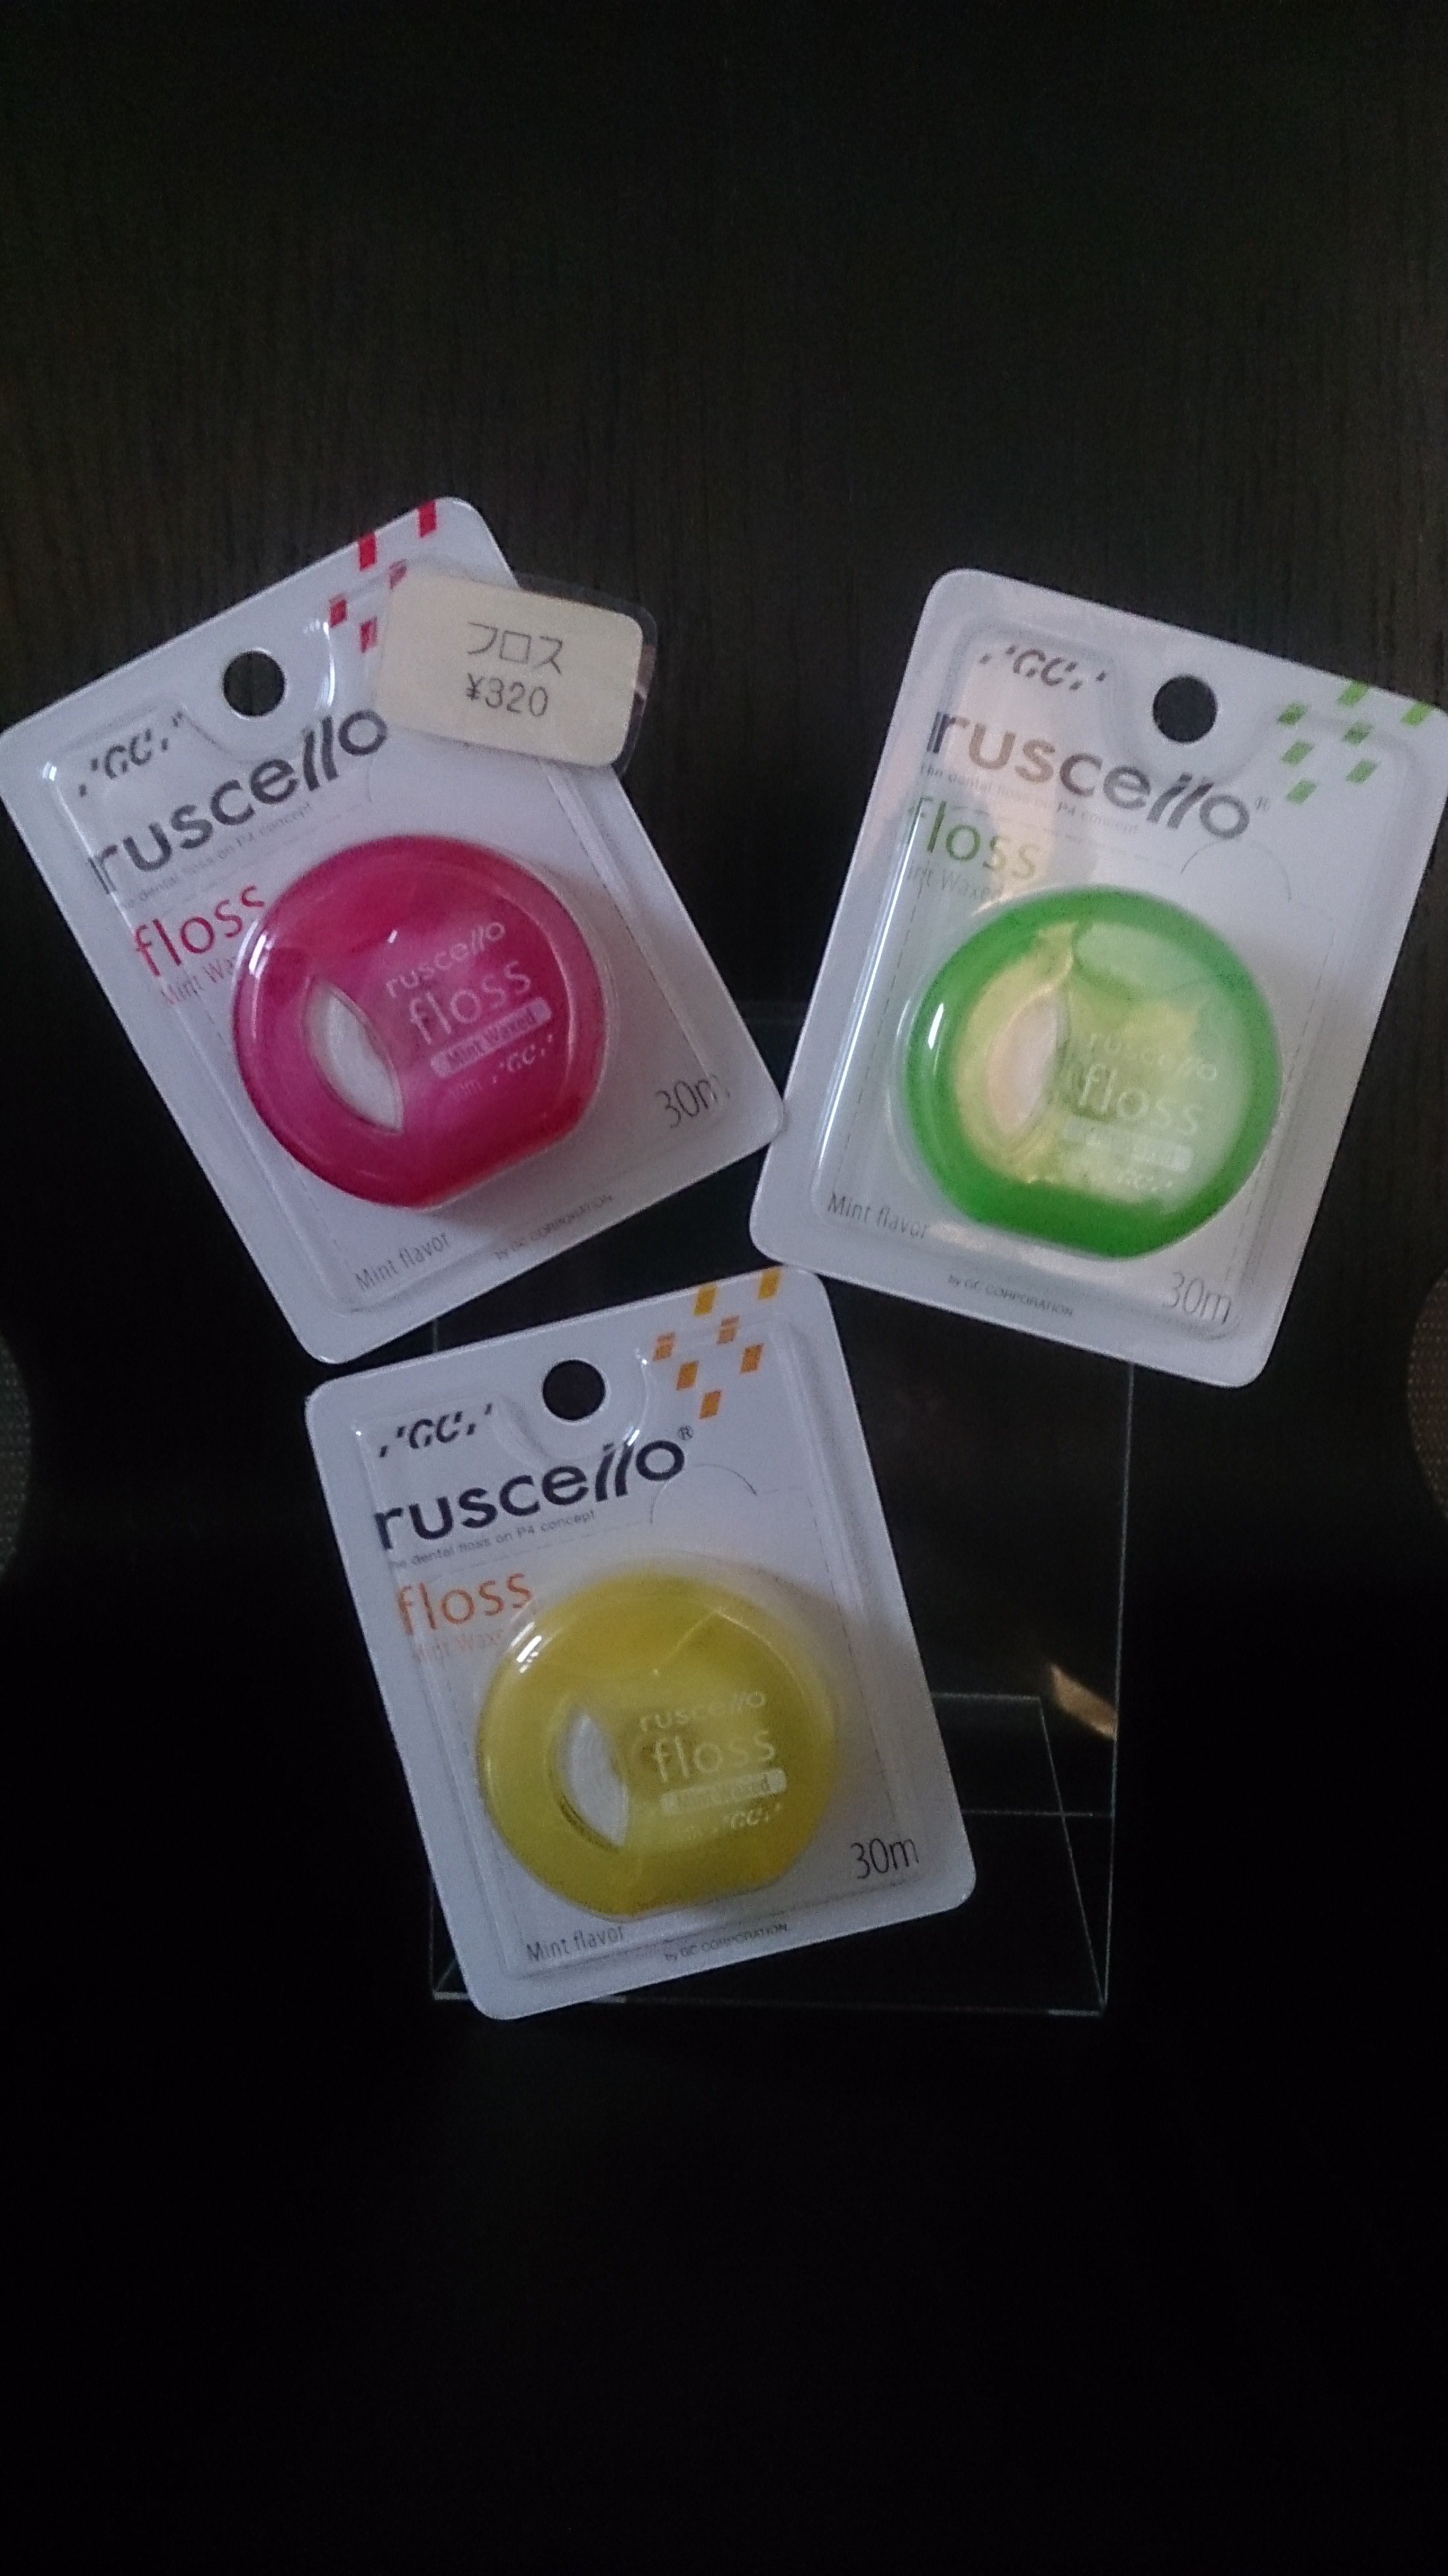 GC
ruscello
the dental floss on P4 concept
floss
Mint
フロス
¥320
ruscello
floss
Mint Waxed
GC
30m
Mint flavor
by GC CORPORATION
GC
ruscello®
the dental floss on P4 concept
floss
Mint Waxed
ruscello
floss
GC
Mint flavor
30m
by GC CORPORATION
GC
ruscello®
the dental floss on P4 concept
floss
Mint
ruscello
floss
Mint Waxed
GC
30m
Mint flavor
by GC CORPORATION